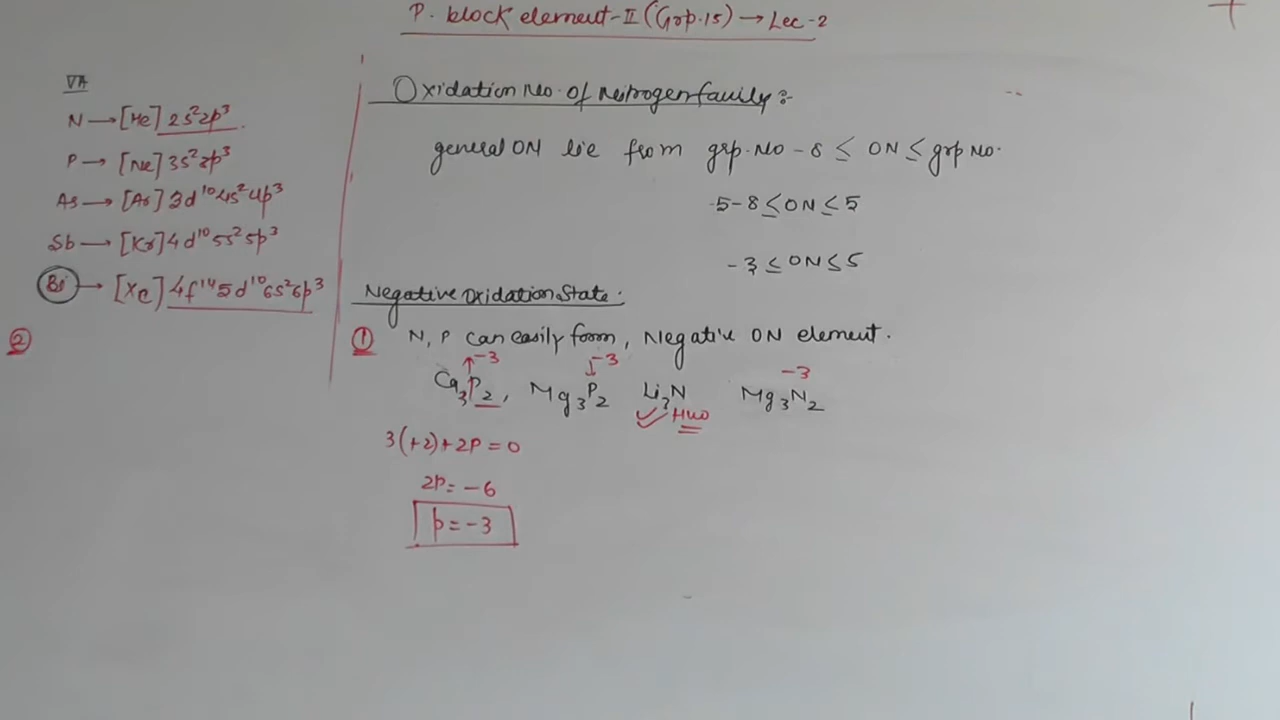 P. block element-II (Grp.15) → Lec-2
VA
N → [He] 2s²2p³
P → [Ne] 3s²2p³
As → [Ar] 3d¹⁰4s²4p³
Sb → [Kr] 4d¹⁰5s²5p³
Bi → [Xe] 4f¹⁴5d¹⁰6s²6p³
②
Oxidation No. of Neitrogen family :-
general ON lie from grp. No - 8 ≤ ON ≤ grp No.
5-8 ≤ ON ≤ 5
-3 ≤ ON ≤ 5
Negative Oxidation State.
① N, P can easily form, Negative ON element.
-3 -3 -3
Ca₃P₂, Mg₃P₂ Li₃N Mg₃N₂
H.W
3(+2)+2P=0
2P=-6
P=-3